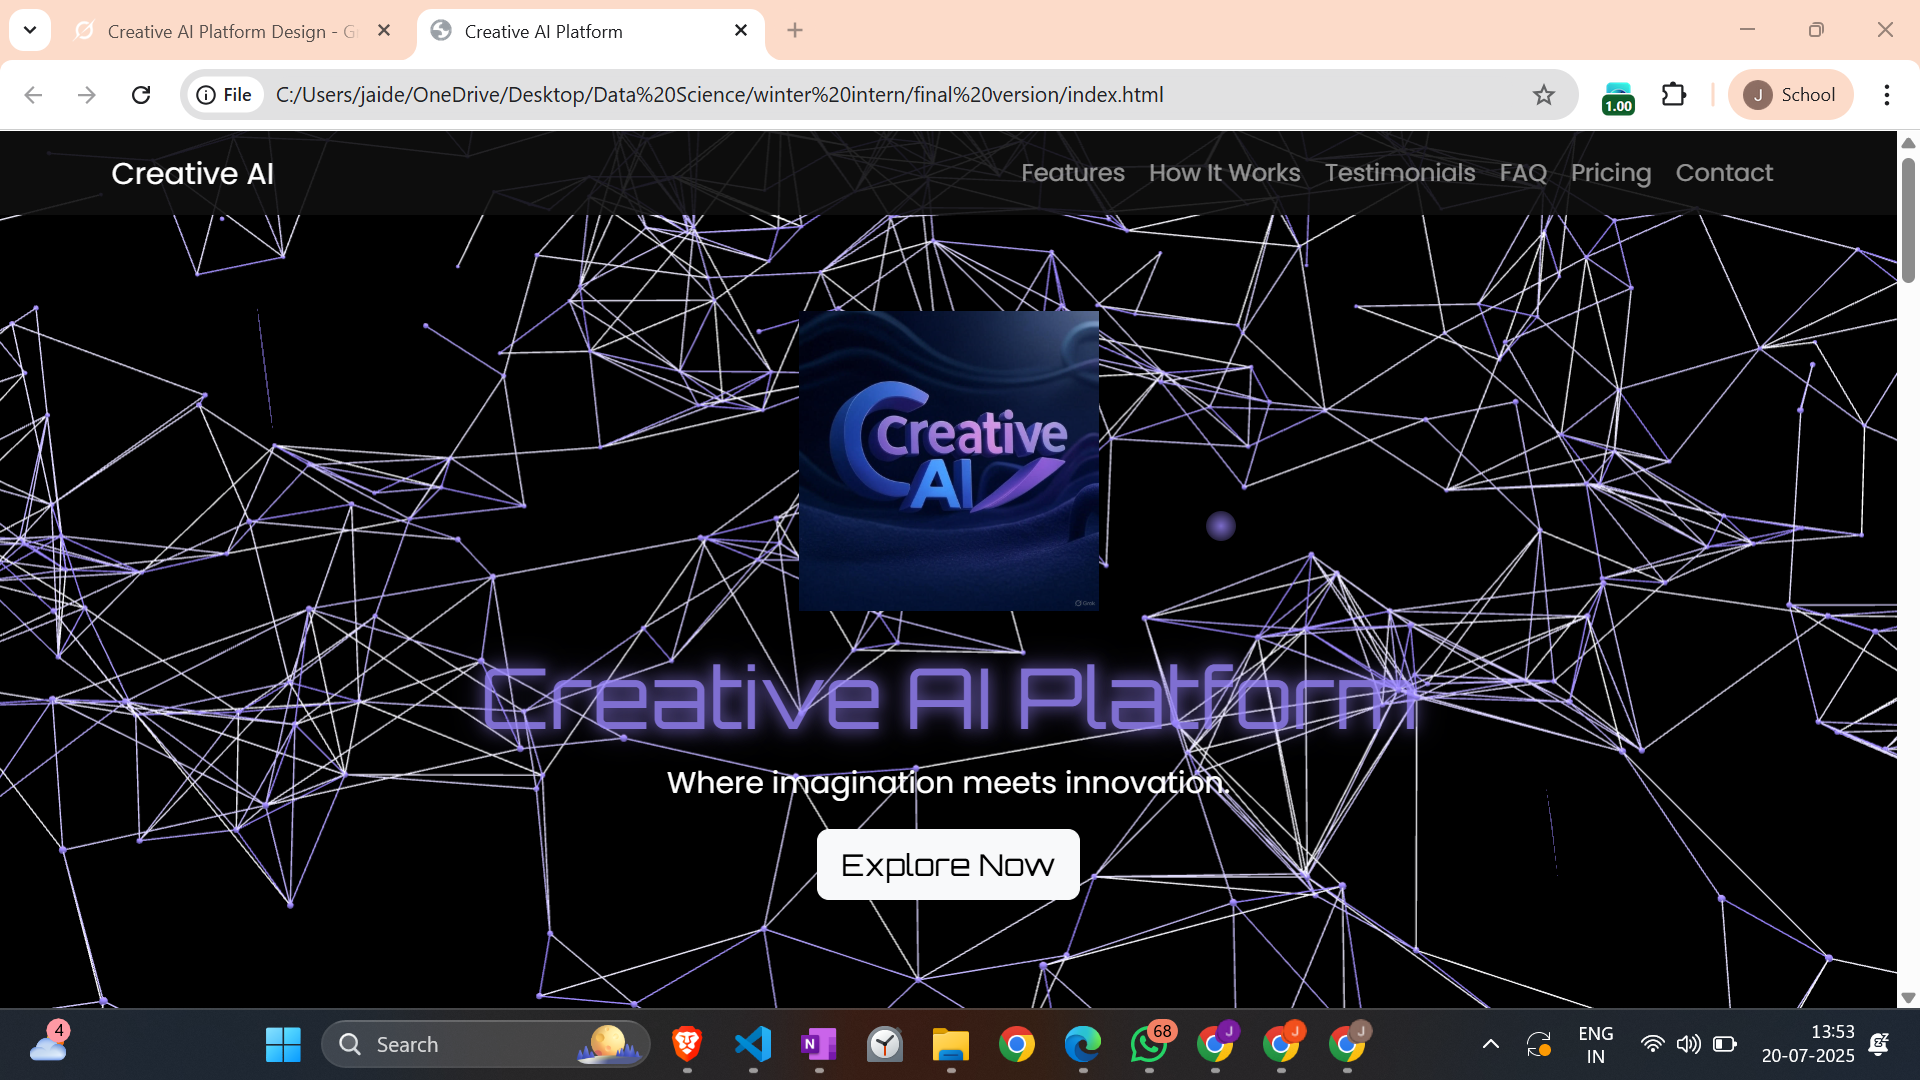 Creative AI Platform Design - G
Creative AI Platform
File
C:/Users/jaide/OneDrive/Desktop/Data%20Science/winter%20intern/final%20version/index.html
1.00
J
School
Creative AI
Features
How It Works
Testimonials
FAQ
Pricing
Contact
Creative
AI
Creative AI Platform
Where imagination meets innovation.
Explore Now
4
Search
N
68
J
J
J
ENG
IN
13:53
20-07-2025